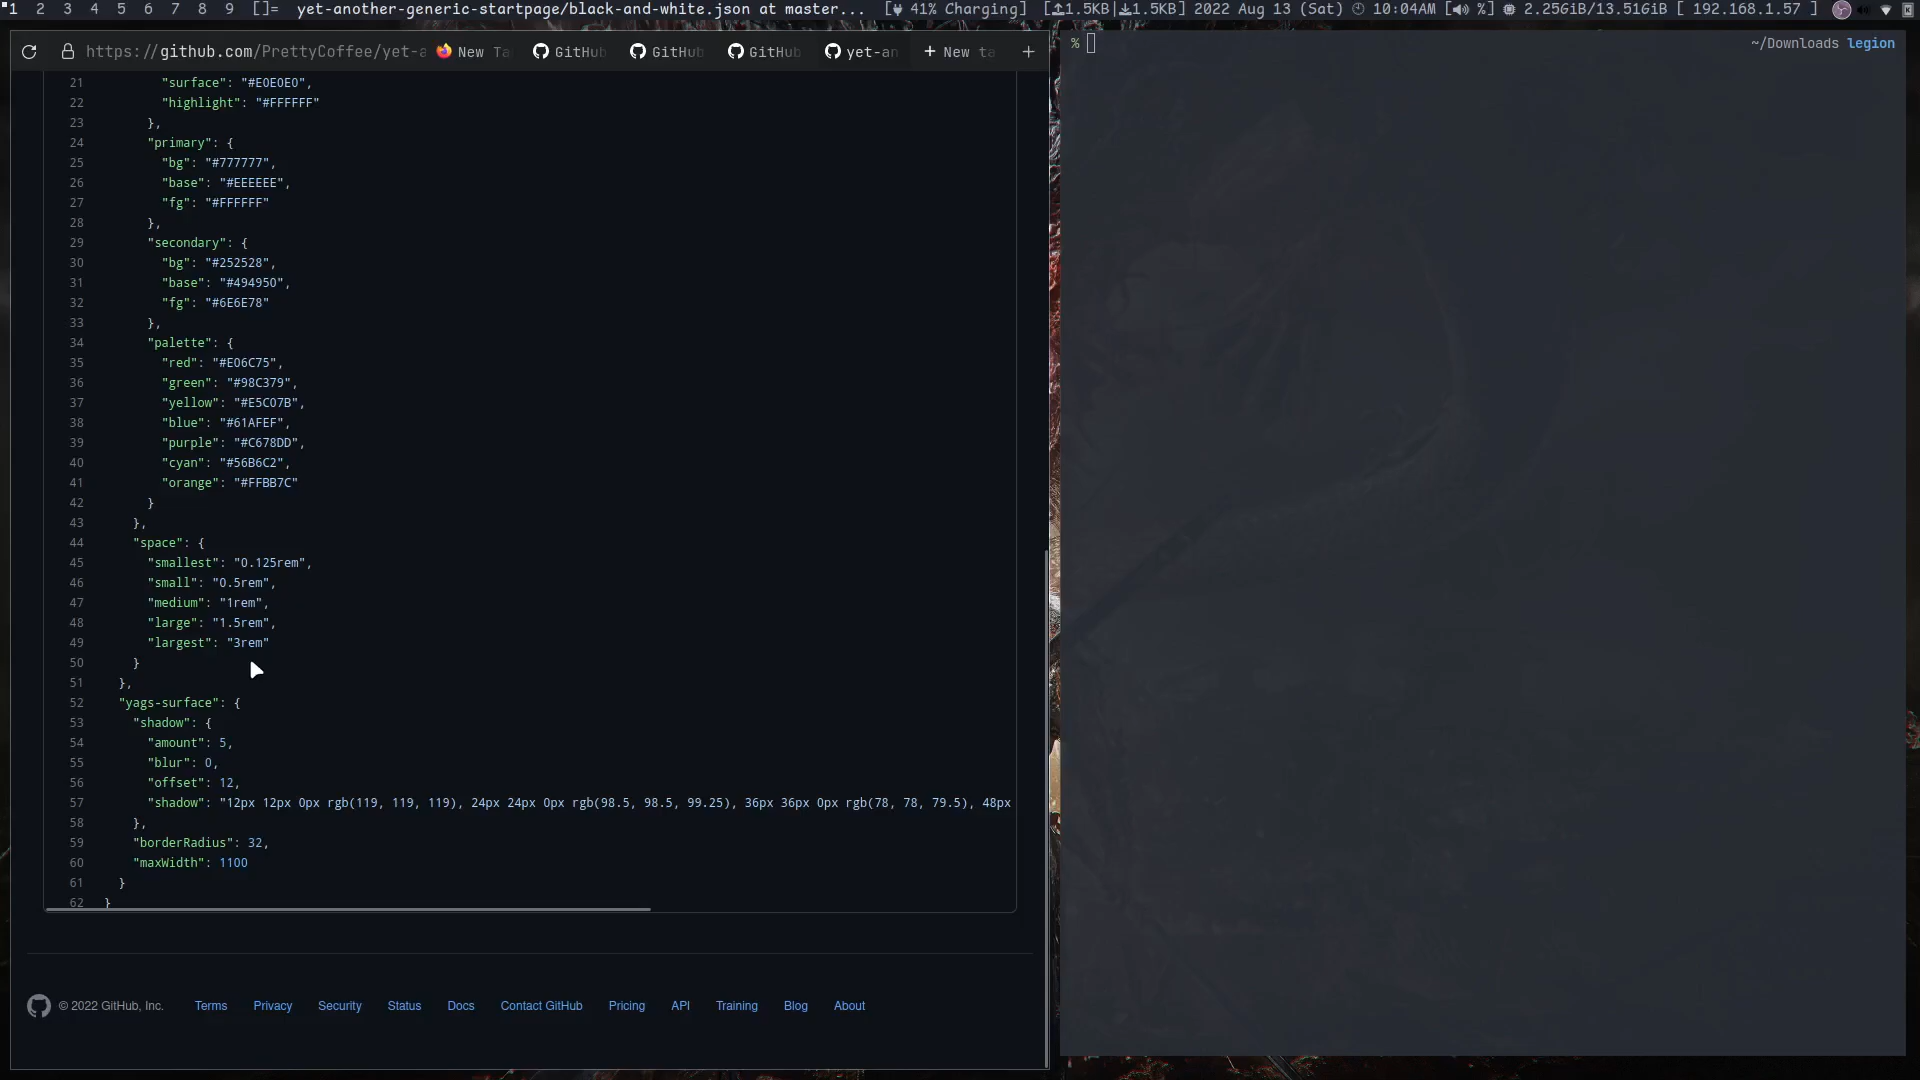 1 2 3 4 5 6 7 8 9 []= yet-another-generic-startpage/black-and-white.json at master... [ 41% Charging] [1.5KB|1.5KB] 2022 Aug 13 (Sat) 10:04AM [ %] 2.25GiB/13.51GiB [ 192.168.1.57 ]
https://github.com/PrettyCoffee/yet-a New Ta GitHub GitHub GitHub yet-an + New ta +
% ~/Downloads legion
21 "surface": "#E0E0E0",
22 "highlight": "#FFFFFF"
23 },
24 "primary": {
25 "bg": "#777777",
26 "base": "#EEEEEE",
27 "fg": "#FFFFFF"
28 },
29 "secondary": {
30 "bg": "#252528",
31 "base": "#494950",
32 "fg": "#6E6E78"
33 },
34 "palette": {
35 "red": "#E06C75",
36 "green": "#98C379",
37 "yellow": "#E5C07B",
38 "blue": "#61AFEF",
39 "purple": "#C678DD",
40 "cyan": "#56B6C2",
41 "orange": "#FFBB7C"
42 }
43 },
44 "space": {
45 "smallest": "0.125rem",
46 "small": "0.5rem",
47 "medium": "1rem",
48 "large": "1.5rem",
49 "largest": "3rem"
50 }
51 },
52 "yags-surface": {
53 "shadow": {
54 "amount": 5,
55 "blur": 0,
56 "offset": 12,
57 "shadow": "12px 12px 0px rgb(119, 119, 119), 24px 24px 0px rgb(98.5, 98.5, 99.25), 36px 36px 0px rgb(78, 78, 79.5), 48px
58 },
59 "borderRadius": 32,
60 "maxWidth": 1100
61 }
62 }
© 2022 GitHub, Inc. Terms Privacy Security Status Docs Contact GitHub Pricing API Training Blog About